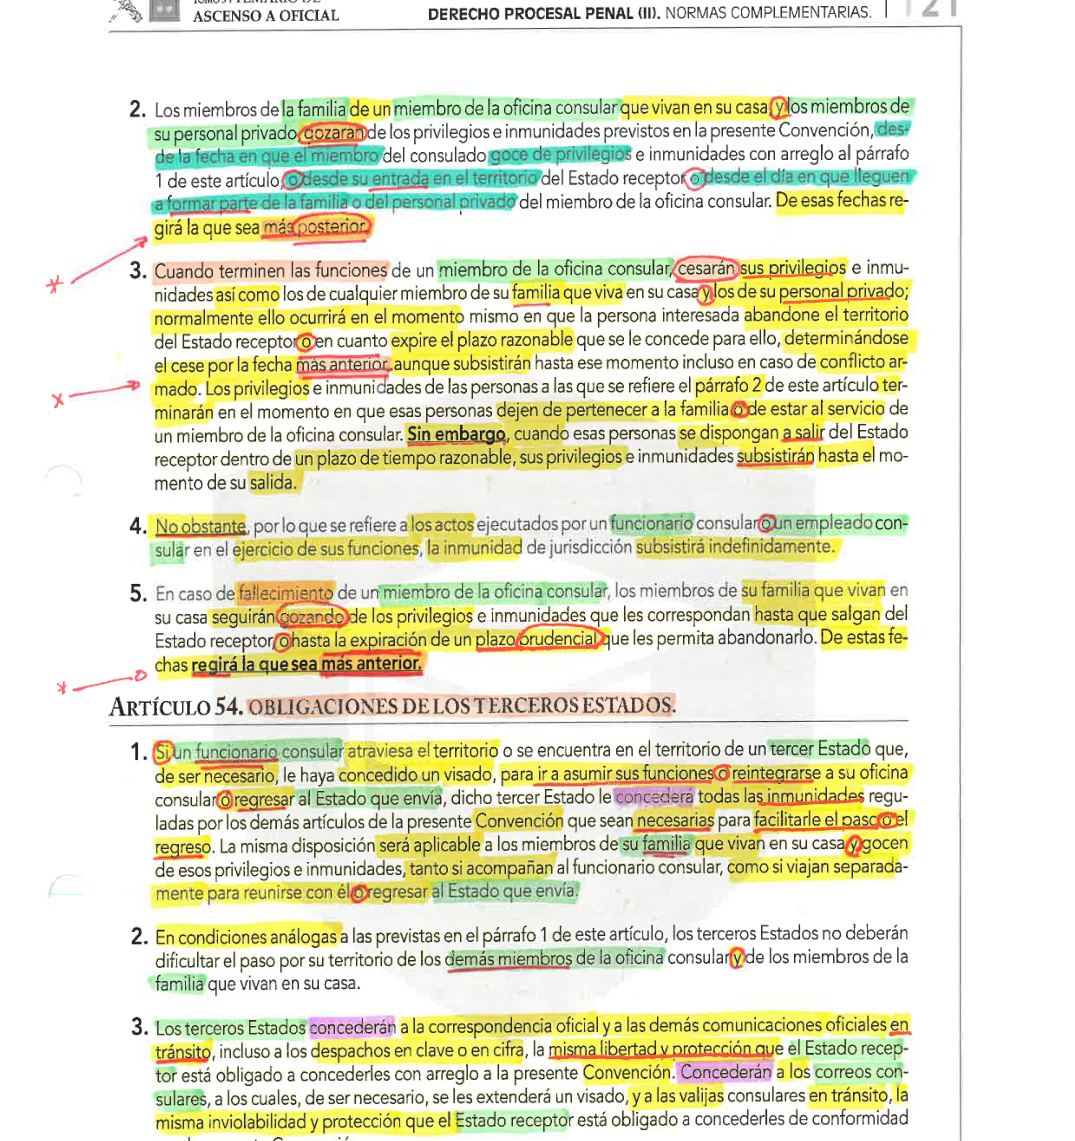 ASCENSO A OFICIAL
DERECHO PROCESAL PENAL (II). NORMAS COMPLEMENTARIAS.
2. Los miembros de la familia de un miembro de la oficina consular que vivan en su casa y los miembros de
su personal privado, gozarán de los privilegios e inmunidades previstos en la presente Convención, des-
de la fecha en que el miembro del consulado goce de privilegios e inmunidades con arreglo al párrafo
1 de este artículo, o desde su entrada en el territorio del Estado receptor o desde el día en que lleguen
a formar parte de la familia o del personal privado del miembro de la oficina consular. De esas fechas re-
girá la que sea más posterior.
3. Cuando terminen las funciones de un miembro de la oficina consular, cesarán sus privilegios e inmu-
nidades así como los de cualquier miembro de su familia que viva en su casa y los de su personal privado;
normalmente ello ocurrirá en el momento mismo en que la persona interesada abandone el territorio
del Estado receptor o en cuanto expire el plazo razonable que se le concede para ello, determinándose
el cese por la fecha más anterior, aunque subsistirán hasta ese momento incluso en caso de conflicto ar-
mado. Los privilegios e inmunidades de las personas a las que se refiere el párrafo 2 de este artículo ter-
minarán en el momento en que esas personas dejen de pertenecer a la familia o de estar al servicio de
un miembro de la oficina consular. Sin embargo, cuando esas personas se dispongan a salir del Estado
receptor dentro de un plazo de tiempo razonable, sus privilegios e inmunidades subsistirán hasta el mo-
mento de su salida.
4. No obstante, por lo que se refiere a los actos ejecutados por un funcionario consular o un empleado con-
sular en el ejercicio de sus funciones, la inmunidad de jurisdicción subsistirá indefinidamente.
5. En caso de fallecimiento de un miembro de la oficina consular, los miembros de su familia que vivan en
su casa seguirán gozando de los privilegios e inmunidades que les correspondan hasta que salgan del
Estado receptor, o hasta la expiración de un plazo prudencial que les permita abandonarlo. De estas fe-
chas regirá la que sea más anterior.
ARTÍCULO 54. OBLIGACIONES DE LOS TERCEROS ESTADOS.
1. Si un funcionario consular atraviesa el territorio o se encuentra en el territorio de un tercer Estado que,
de ser necesario, le haya concedido un visado, para ir a asumir sus funciones o reintegrarse a su oficina
consular o regresar al Estado que envía, dicho tercer Estado le concederá todas las inmunidades regu-
ladas por los demás artículos de la presente Convención que sean necesarias para facilitarle el paso o el
regreso. La misma disposición será aplicable a los miembros de su familia que vivan en su casa y gocen
de esos privilegios e inmunidades, tanto si acompañan al funcionario consular, como si viajan separada-
mente para reunirse con él o regresar al Estado que envía.
2. En condiciones análogas a las previstas en el párrafo 1 de este artículo, los terceros Estados no deberán
dificultar el paso por su territorio de los demás miembros de la oficina consular y de los miembros de la
familia que vivan en su casa.
3. Los terceros Estados concederán a la correspondencia oficial y a las demás comunicaciones oficiales en
tránsito, incluso a los despachos en clave o en cifra, la misma libertad y protección que el Estado recep-
tor está obligado a concederles con arreglo a la presente Convención. Concederán a los correos con-
sulares, a los cuales, de ser necesario, se les extenderá un visado, y a las valijas consulares en tránsito, la
misma inviolabilidad y protección que el Estado receptor está obligado a concederles de conformidad